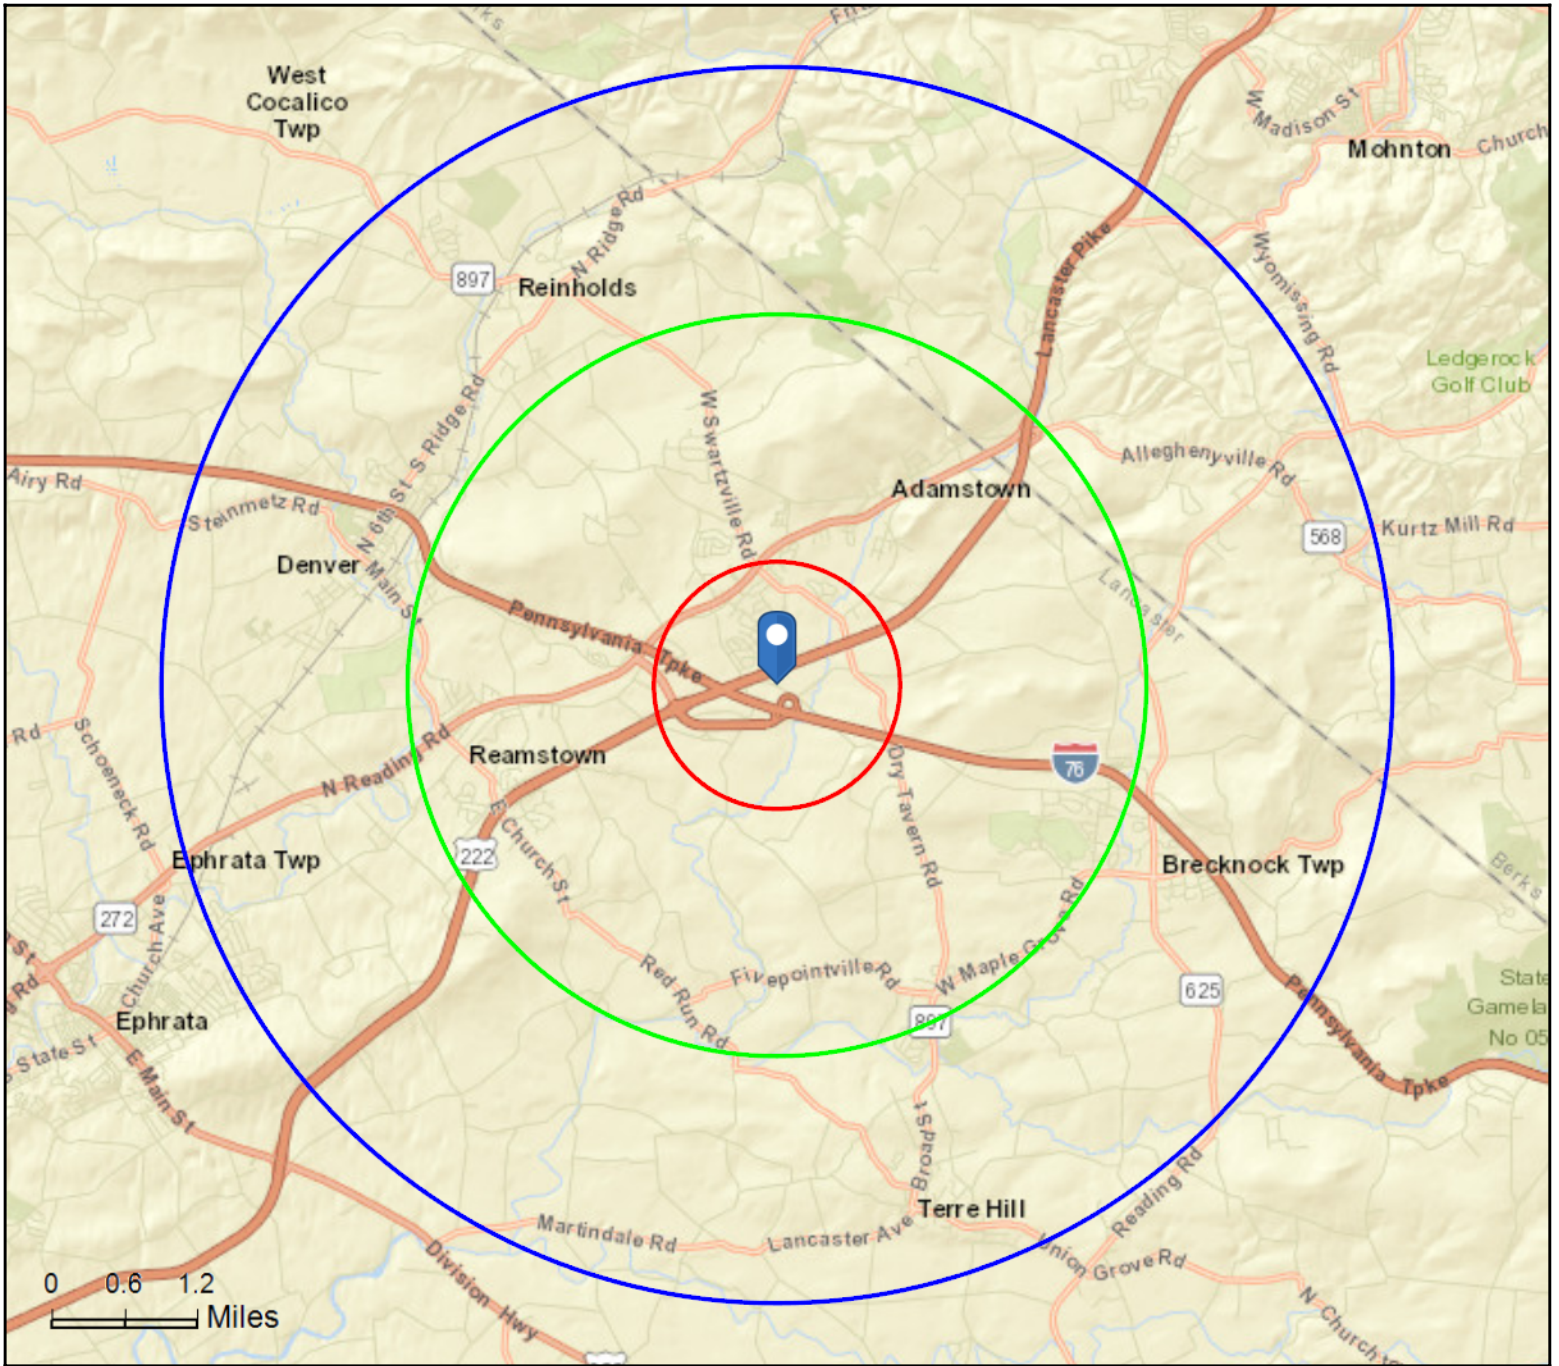 West
Cocalico
Twp
W Madison St
Mohnton
Church
N Ridge Rd
Lancaster Pike
Wyomissing Rd
897
Reinholds
Ledgerock
Golf Club
S Ridge Rd
W Swartzville Rd
Alleghenyville Rd
Airy Rd
Adamstown
Steinmetz Rd
N 6th St
568
Kurtz Mill Rd
Denver
Main St
Lancaster
Pennsylvania Tpke
Rd
Schoeneck Rd
Reamstown
N Reading Rd
Dry Tavern Rd
76
E Church St
222
Ephrata Twp
Brecknock Twp
Berks
272
Church Ave
St
Rd
Red Run Rd
Fivepointville Rd
W Maple Grove Rd
625
Pennsylvania Tpke
State
Gamela
No 05
Ephrata
897
State St
E Main St
Broad St
Terre Hill
Reading Rd
Martindale Rd
Lancaster Ave
Union Grove Rd
Division Hwy
N Church
0 0.6 1.2
Miles